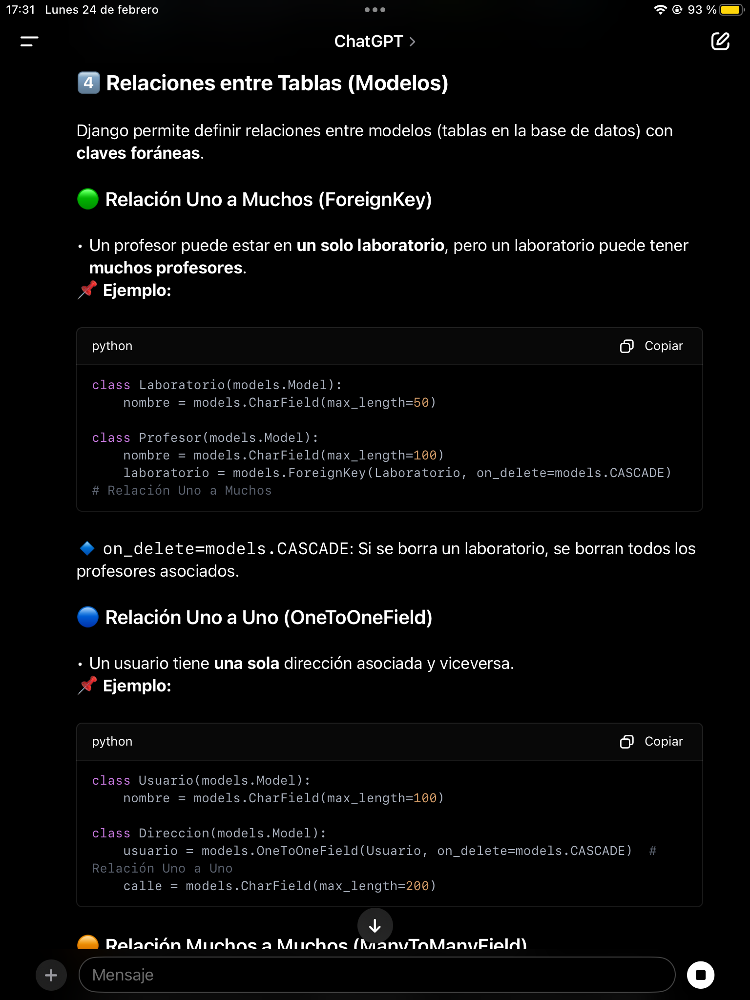 17:31 Lunes 24 de febrero 93 %
ChatGPT
4 Relaciones entre Tablas (Modelos)
Django permite definir relaciones entre modelos (tablas en la base de datos) con
claves foráneas.
Relación Uno a Muchos (ForeignKey)
• Un profesor puede estar en un solo laboratorio, pero un laboratorio puede tener
muchos profesores.
Ejemplo:
python Copiar
class Laboratorio(models.Model):
    nombre = models.CharField(max_length=50)
class Profesor(models.Model):
    nombre = models.CharField(max_length=100)
    laboratorio = models.ForeignKey(Laboratorio, on_delete=models.CASCADE)
# Relación Uno a Muchos
on_delete=models.CASCADE: Si se borra un laboratorio, se borran todos los
profesores asociados.
Relación Uno a Uno (OneToOneField)
• Un usuario tiene una sola dirección asociada y viceversa.
Ejemplo:
python Copiar
class Usuario(models.Model):
    nombre = models.CharField(max_length=100)
class Direccion(models.Model):
    usuario = models.OneToOneField(Usuario, on_delete=models.CASCADE)  #
Relación Uno a Uno
    calle = models.CharField(max_length=200)
Relación Muchos a Muchos (ManyToManyField)
Mensaje